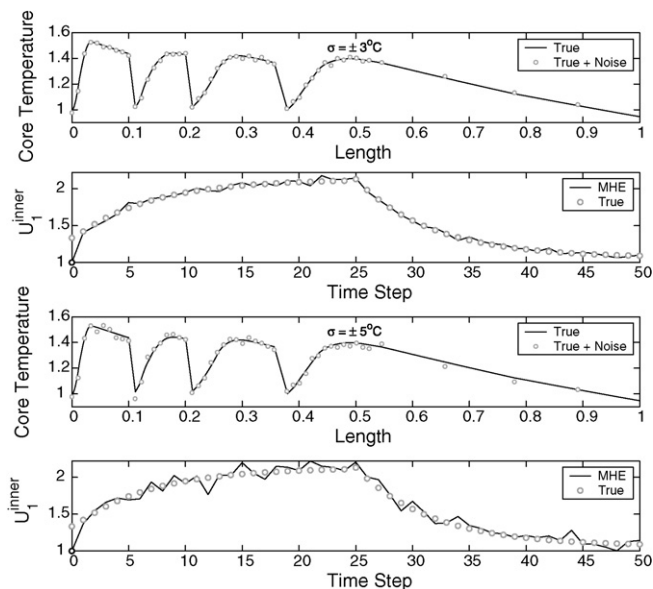 1.6
1.4
1.2
1
Core Temperature
σ = ± 3°C
True
True + Noise
0 0.1 0.2 0.3 0.4 0.5 0.6 0.7 0.8 0.9 1
Length
2
1.5
1
U₁ⁱⁿⁿᵉʳ
MHE
True
0 5 10 15 20 25 30 35 40 45 50
Time Step
1.6
1.4
1.2
1
Core Temperature
σ = ± 5°C
True
True + Noise
0 0.1 0.2 0.3 0.4 0.5 0.6 0.7 0.8 0.9 1
Length
2
1.5
1
U₁ⁱⁿⁿᵉʳ
MHE
True
0 5 10 15 20 25 30 35 40 45 50
Time Step